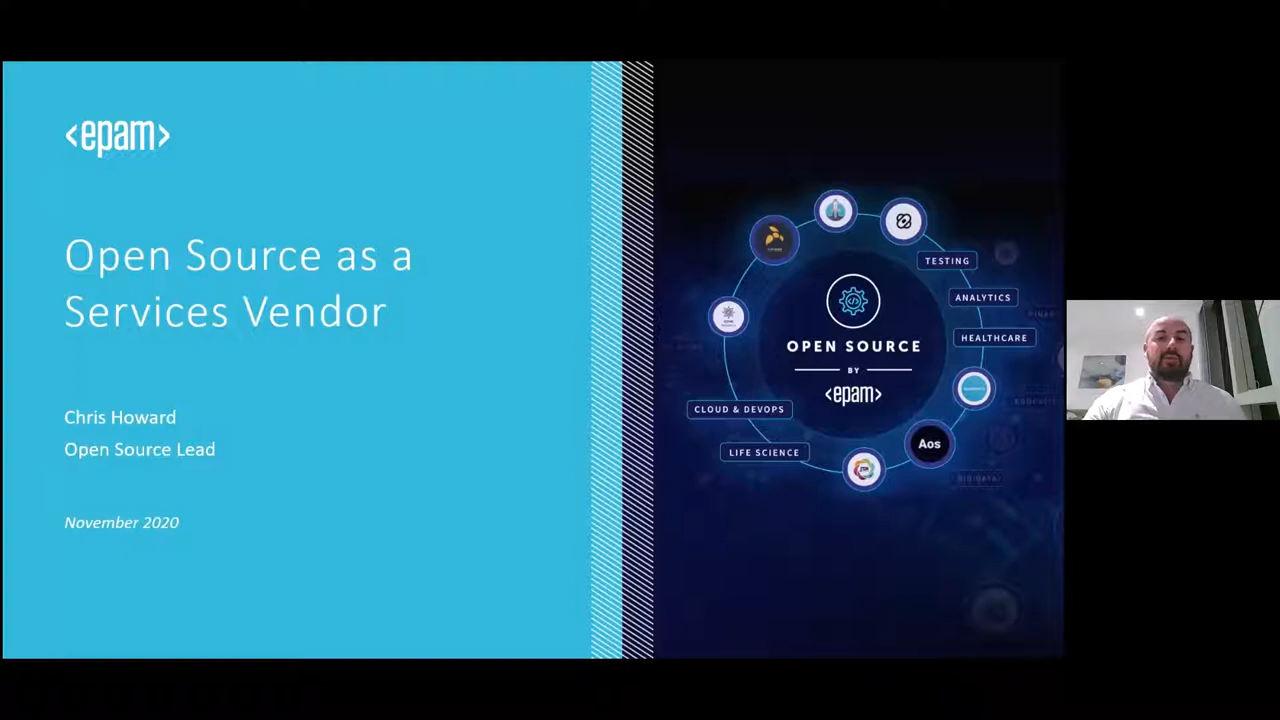 <epam>
Open Source as a
Services Vendor
Chris Howard
Open Source Lead
November 2020
TESTING
ANALYTICS
HEALTHCARE
OPEN SOURCE
BY
<epam>
CLOUD & DEVOPS
Aos
LIFE SCIENCE